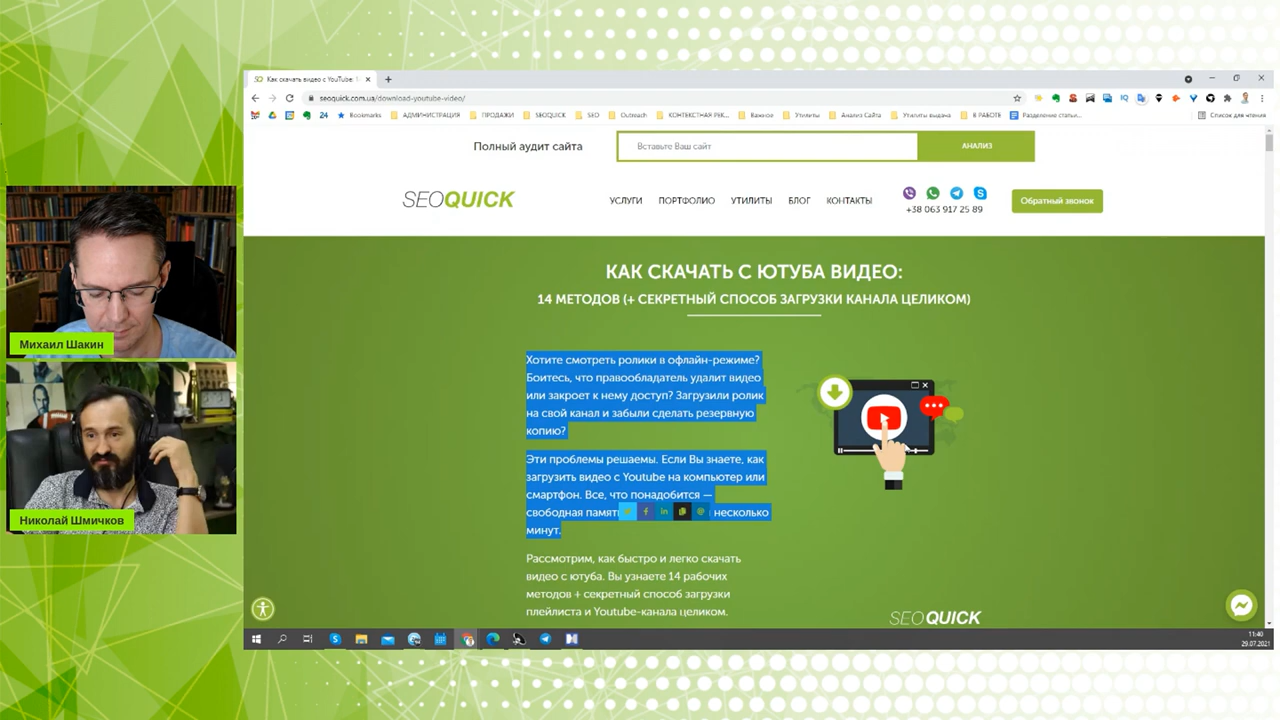 Как скачать видео с YouTube: 1
seoquick.com.ua/download-youtube-video/
24
Bookmarks
АДМИНИСТРАЦИЯ
ПРОДАЖИ
SEOQUICK
SEO
Outreach
КОНТЕКСТНАЯ РЕК...
Важное
Утилиты
Анализ Сайта
Утилиты выдача
В РАБОТЕ
Разделение статьи...
Список для чтения
Полный аудит сайта
Вставьте Ваш сайт
АНАЛИЗ
SEOQUICK
УСЛУГИ
ПОРТФОЛИО
УТИЛИТЫ
БЛОГ
КОНТАКТЫ
+38 063 917 25 89
Обратный звонок
КАК СКАЧАТЬ С ЮТУБА ВИДЕО:
14 МЕТОДОВ (+ СЕКРЕТНЫЙ СПОСОБ ЗАГРУЗКИ КАНАЛА ЦЕЛИКОМ)
Хотите смотреть ролики в офлайн-режиме?
Боитесь, что правообладатель удалит видео
или закроет к нему доступ? Загрузили ролик
на свой канал и забыли сделать резервную
копию?
Эти проблемы решаемы. Если Вы знаете, как
загрузить видео с Youtube на компьютер или
смартфон. Все, что понадобится —
свободная памят несколько
минут.
Рассмотрим, как быстро и легко скачать
видео с ютуба. Вы узнаете 14 рабочих
методов + секретный способ загрузки
плейлиста и Youtube-канала целиком.
SEOQUICK
11:40
29.07.2021
Михаил Шакин
Николай Шмичков